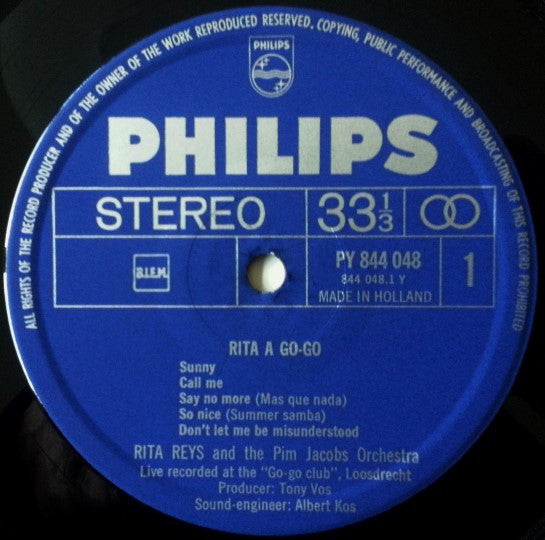 ALL RIGHTS OF THE RECORD PRODUCER AND OF THE OWNER OF THE WORK REPRODUCED RESERVED. COPYING, PUBLIC PERFORMANCE AND BROADCASTING OF THIS RECORD PROHIBITED
PHILIPS
PHILIPS
STEREO 33 1/3
B.I.E.M. PY 844 048 1
844 048.1 Y
MADE IN HOLLAND
RITA A GO-GO
Sunny
Call me
Say no more (Mas que nada)
So nice (Summer samba)
Don't let me be misunderstood
RITA REYS and the Pim Jacobs Orchestra
Live recorded at the "Go-go club", Loosdrecht
Producer: Tony Vos
Sound-engineer: Albert Kos